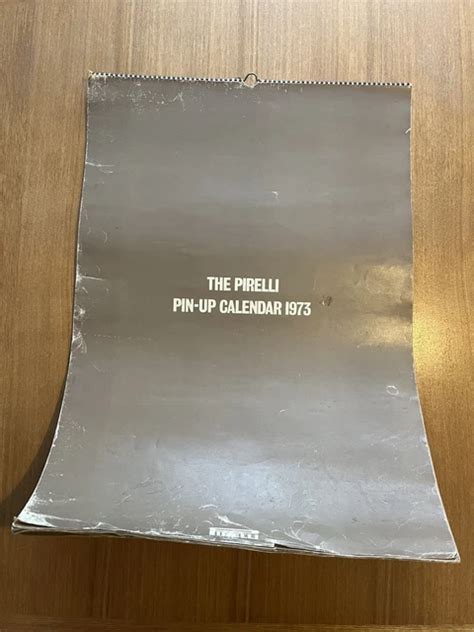 THE PIRELLI
PIN-UP CALENDAR 1973